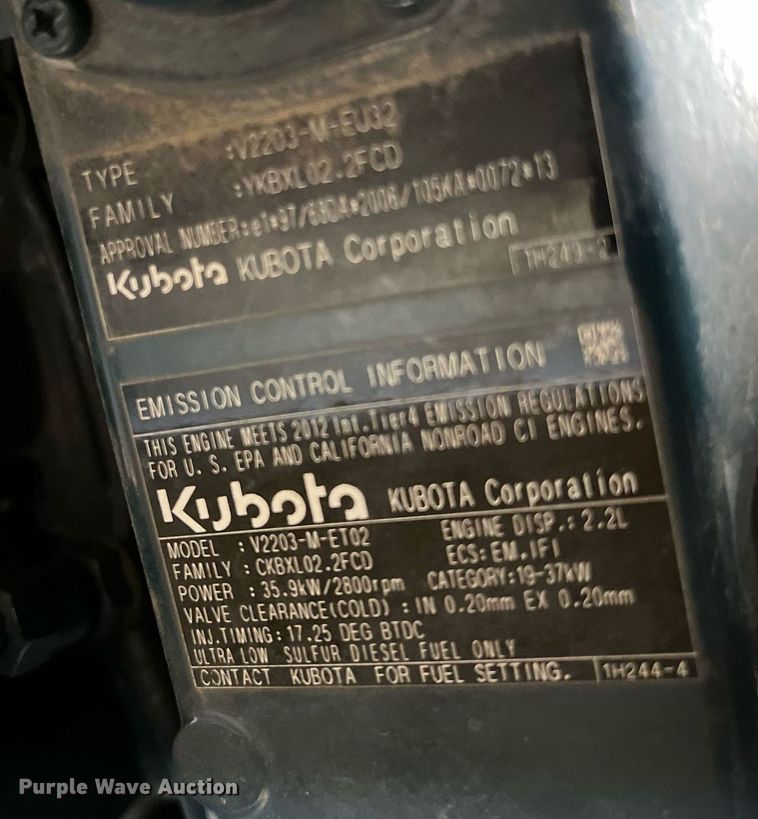 TYPE :V2203-M-EU32
FAMILY :YKBXL02.2FCD
APPROVAL NUMBER:e1*97/68DA*2006/105KA*0072*13
Kubota KUBOTA Corporation
1H243-2
EMISSION CONTROL INFORMATION
THIS ENGINE MEETS 2012 Int.Tier4 EMISSION REGULATIONS
FOR U. S. EPA AND CALIFORNIA NONROAD CI ENGINES.
Kubota KUBOTA Corporation
MODEL : V2203-M-ET02 ENGINE DISP.: 2.2L
FAMILY : CKBXL02.2FCD ECS: EM.IFI
POWER : 35.9kW/2800rpm CATEGORY:19-37kW
VALVE CLEARANCE(COLD) : IN 0.20mm EX 0.20mm
INJ.TIMING: 17.25 DEG BTDC
ULTRA LOW SULFUR DIESEL FUEL ONLY
CONTACT KUBOTA FOR FUEL SETTING. 1H244-4
Purple Wave Auction